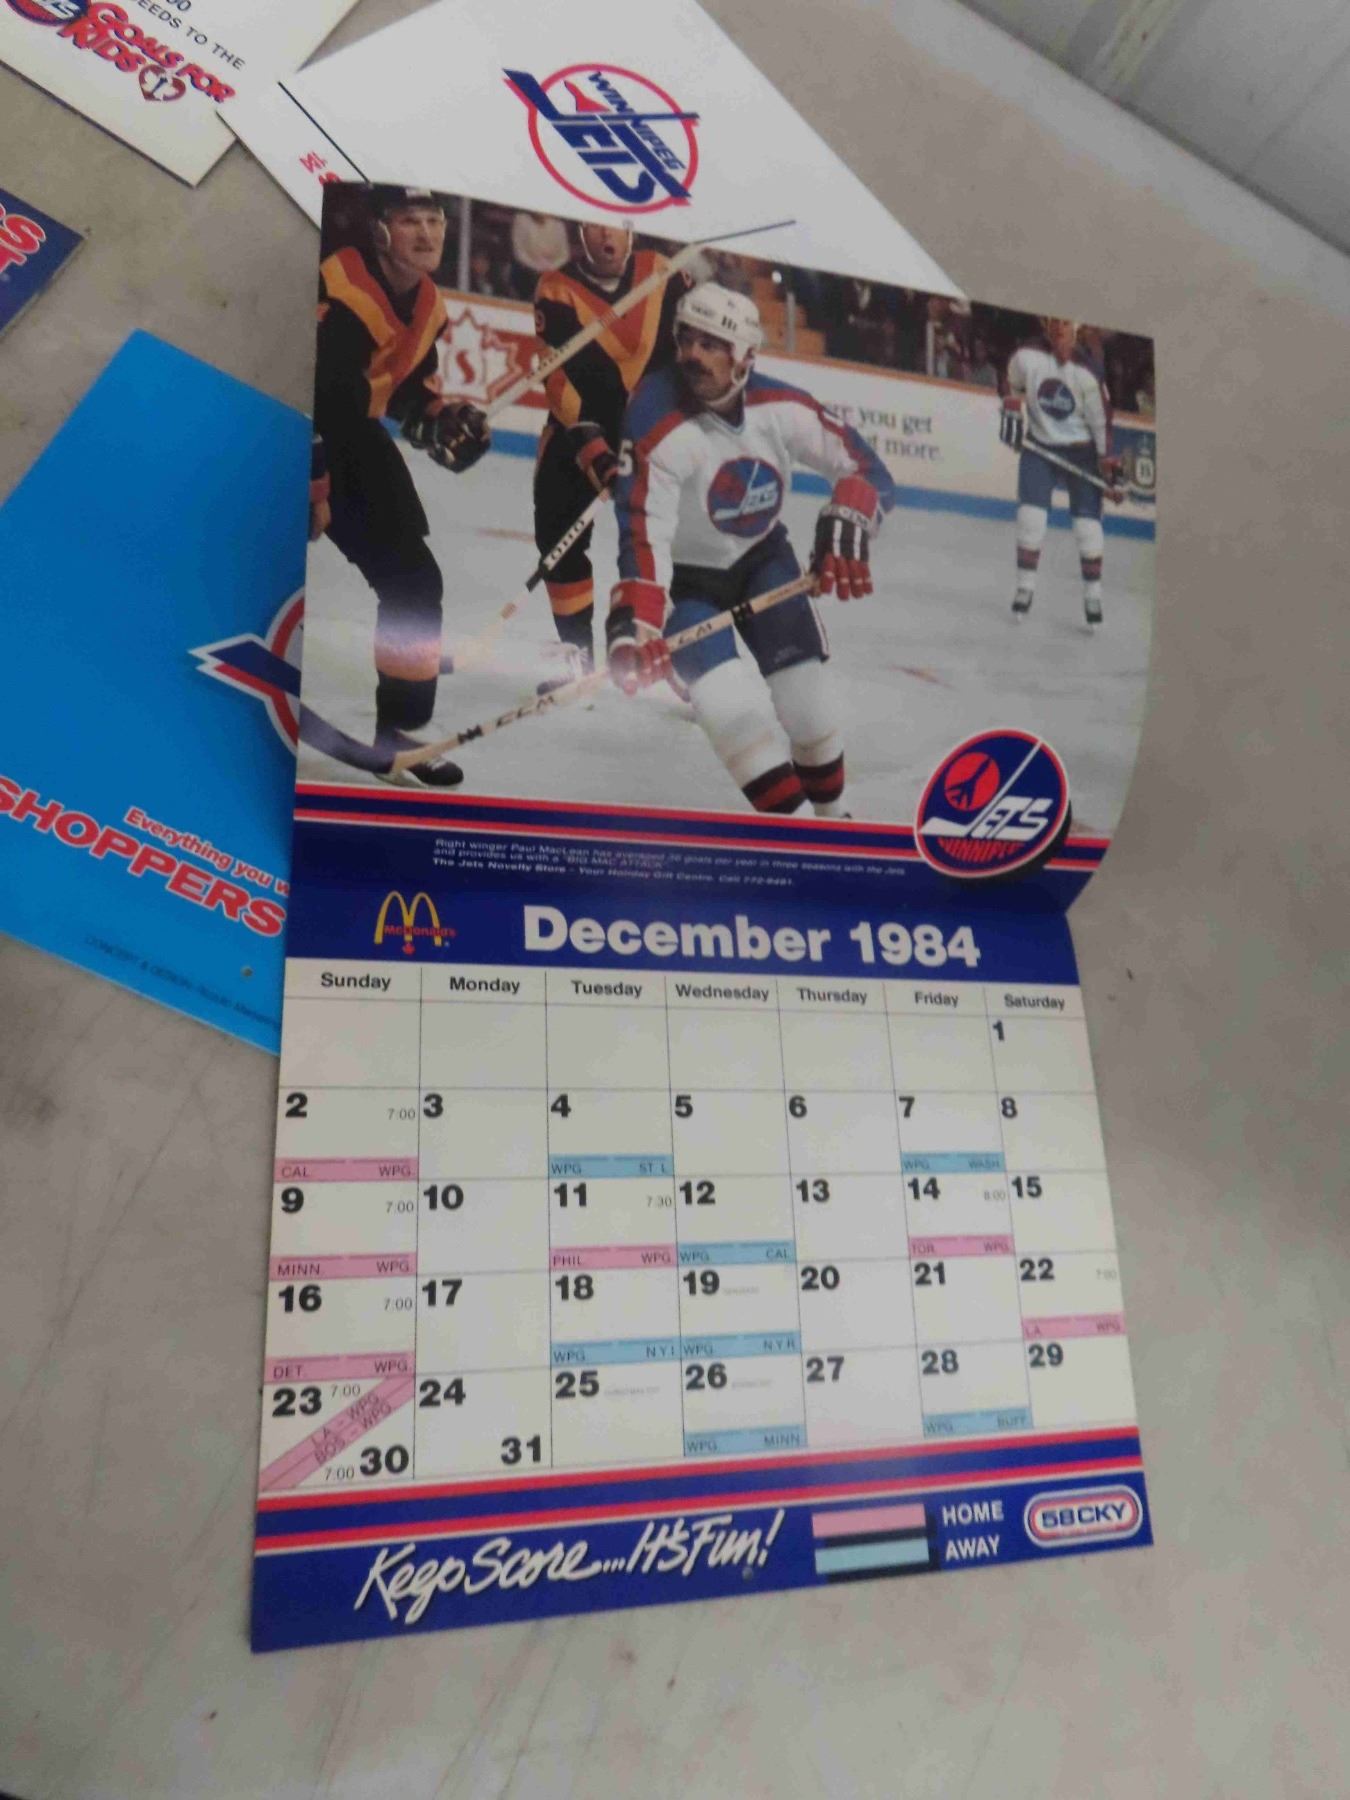 GOALS FOR
KIDS
EEDS TO THE
WINNIPEG
JETS
you get
more.
JETS
JETS
CCM
JETS
WINNIPEG
Right winger Paul MacLean has averaged 36 goals per year in three seasons with the Jets
and provides us with a "BIG MAC ATTACK"
The Jets Novelty Store - Your Holiday Gift Centre. Call 772-9491.
Everything you w
SHOPPERS
McDonald's
December 1984
Sunday Monday Tuesday Wednesday Thursday Friday Saturday
1
2 7:00 3 4 5 6 7 8
CAL. WPG. WPG. ST L. WPG. WASH.
9 7:00 10 11 7:30 12 13 14 8:00 15
MINN. WPG. PHIL. WPG. WPG. CAL. TOR. WPG.
16 7:00 17 18 19 20 21 22 7:00
DET. WPG. WPG. N.Y.I. WPG. N.Y.R. L.A. WPG.
23 7:00 24 25 26 27 28 29
L.A. - WPG.
BOS. - WPG.
7:00 30 31 WPG. MINN. WPG. BUFF.
Keep Score...It's Fun!
HOME
AWAY
58CKY